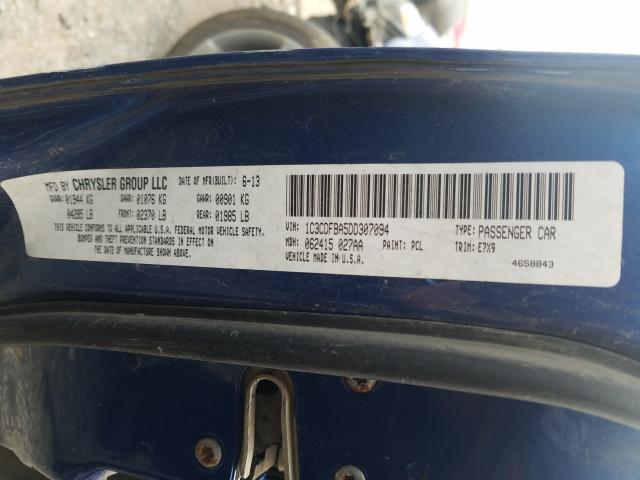 MFD BY CHRYSLER GROUP LLC DATE OF MFR(BUILT): 6-13
GVWR: 01944 KG GAWR: 01076 KG GAWR: 00901 KG
04285 LB FRONT: 02370 LB REAR: 01985 LB
THIS VEHICLE CONFORMS TO ALL APPLICABLE FEDERAL MOTOR VEHICLE SAFETY,
BUMPER AND THEFT PREVENTION STANDARDS IN EFFECT IN U.S.A. ON
THE DATE OF MANUFACTURE SHOWN ABOVE.
VIN: 1C3CDFBA5DD307094 TYPE: PASSENGER CAR
MDH: 062415 027AA PAINT: PCL TRIM: E7X9
VEHICLE MADE IN U.S.A. 4658843